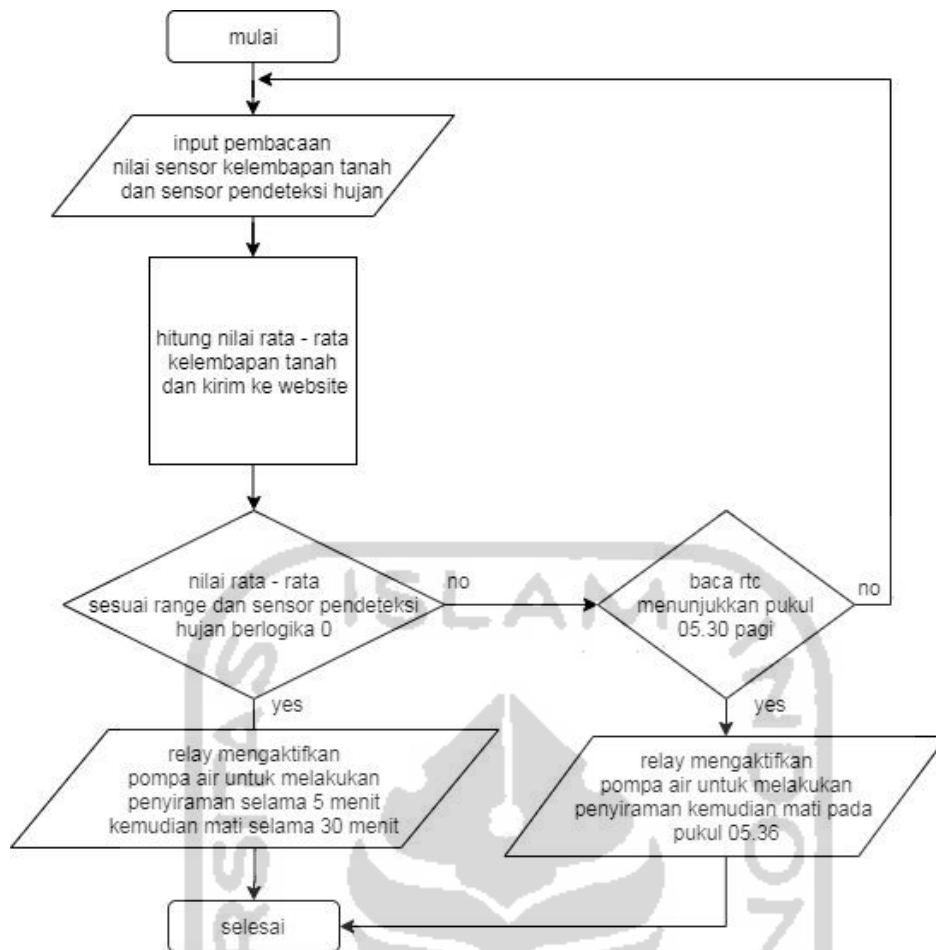 mulai
input pembacaan
nilai sensor kelembapan tanah
dan sensor pendeteksi hujan
hitung nilai rata - rata
kelembapan tanah
dan kirim ke website
nilai rata - rata
sesuai range dan sensor pendeteksi
hujan berlogika 0
no
baca rtc
menunjukkan pukul
05.30 pagi
no
yes
yes
relay mengaktifkan
pompa air untuk melakukan
penyiraman selama 5 menit
kemudian mati selama 30 menit
relay mengaktifkan
pompa air untuk melakukan
penyiraman kemudian mati pada
pukul 05.36
selesai
ISLAM